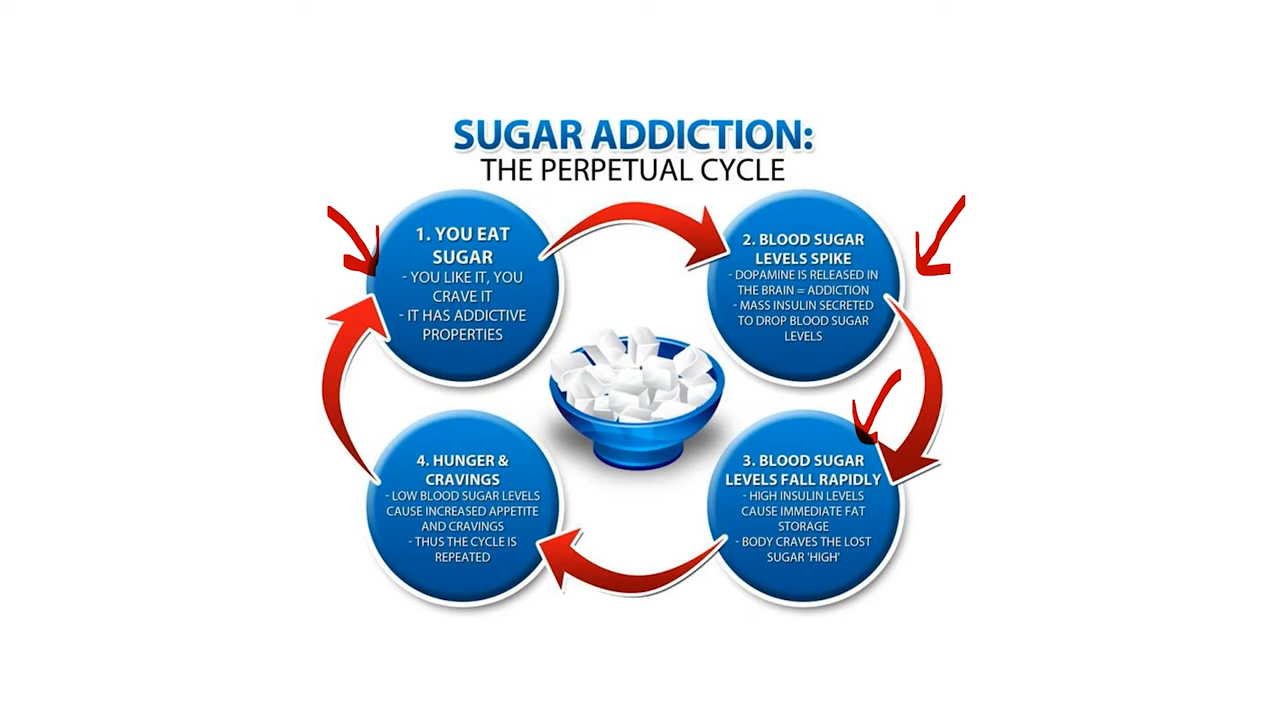 SUGAR ADDICTION:
THE PERPETUAL CYCLE
1. YOU EAT
SUGAR
- YOU LIKE IT, YOU
CRAVE IT
- IT HAS ADDICTIVE
PROPERTIES
2. BLOOD SUGAR
LEVELS SPIKE
- DOPAMINE IS RELEASED IN
THE BRAIN = ADDICTION
- MASS INSULIN SECRETED
TO DROP BLOOD SUGAR
LEVELS
3. BLOOD SUGAR
LEVELS FALL RAPIDLY
- HIGH INSULIN LEVELS
CAUSE IMMEDIATE FAT
STORAGE
- BODY CRAVES THE LOST
SUGAR 'HIGH'
4. HUNGER &
CRAVINGS
- LOW BLOOD SUGAR LEVELS
CAUSE INCREASED APPETITE
AND CRAVINGS
- THUS THE CYCLE IS
REPEATED